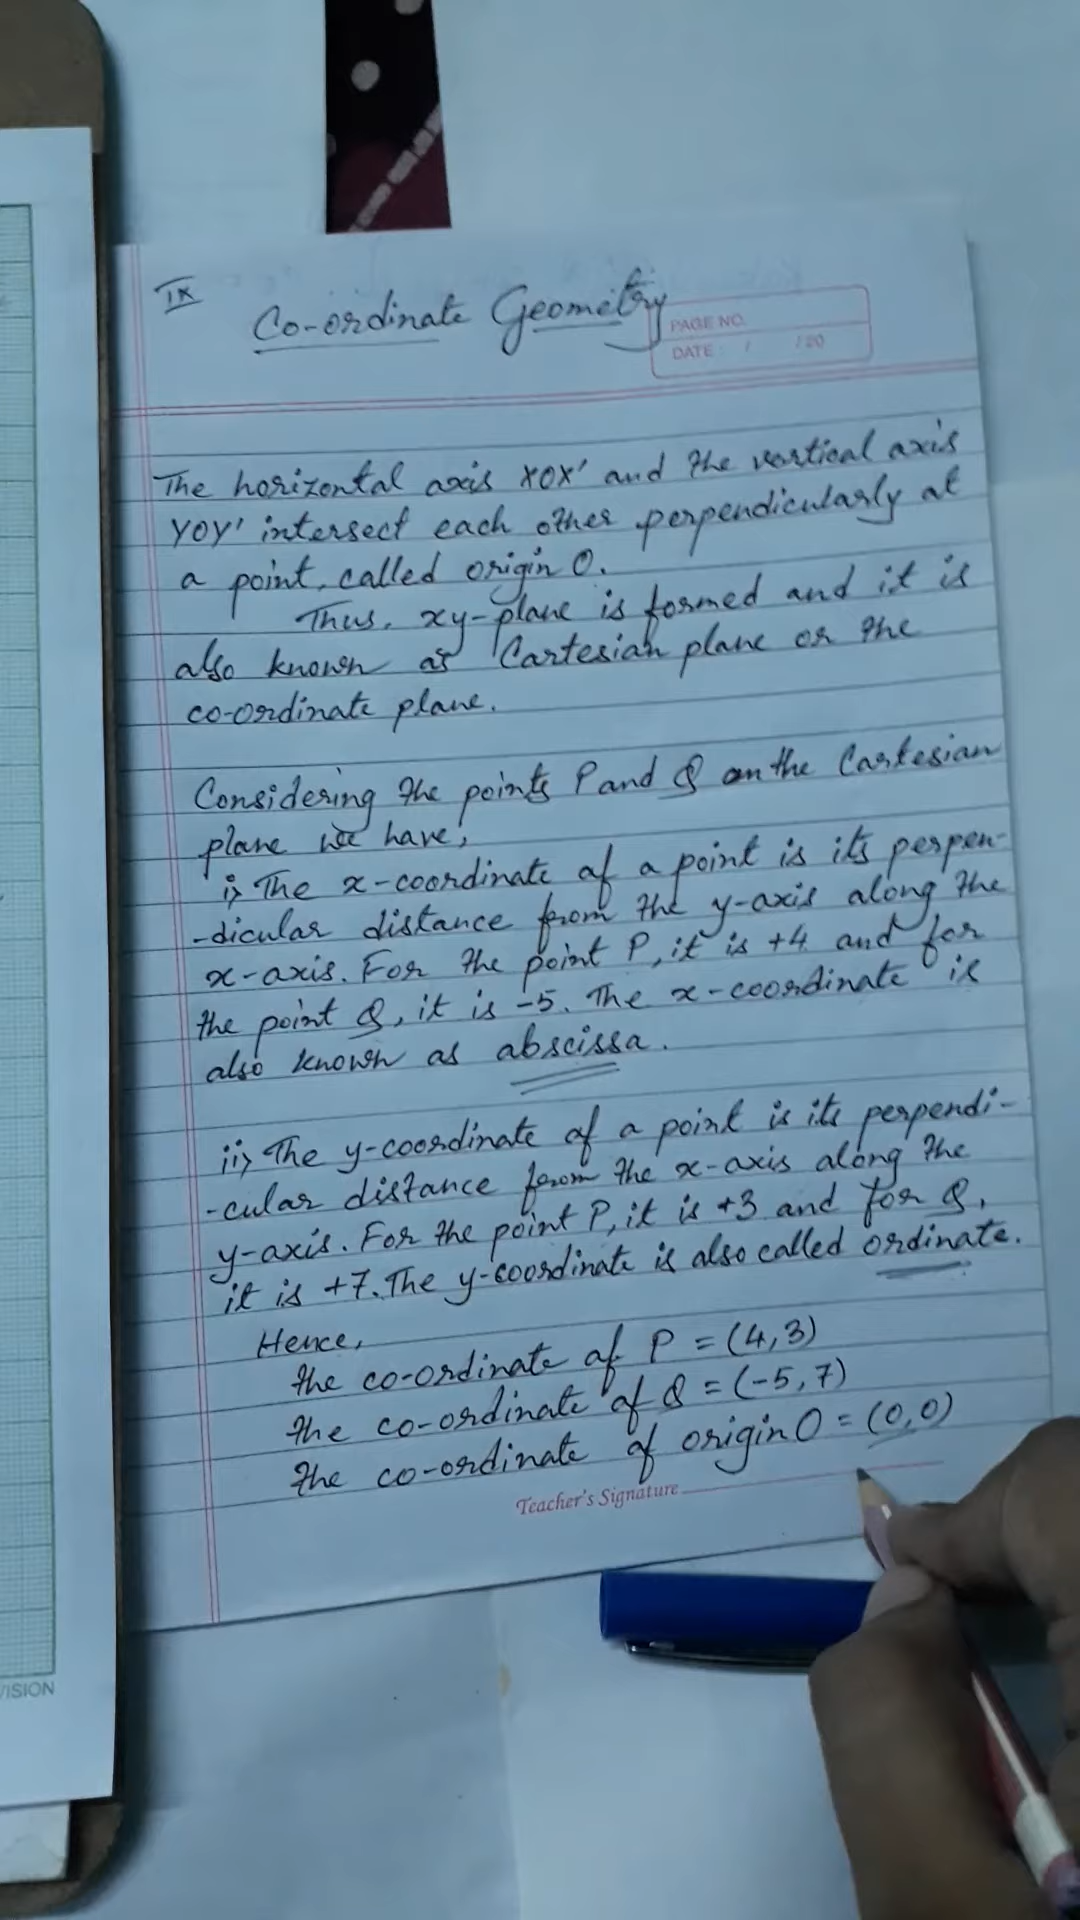 IX
Co-ordinate Geometry
PAGE NO.
DATE / /20
The horizontal axis XOX' and the vertical axis
YOY' intersect each other perpendicularly at
a point, called origin O.
Thus, xy-plane is formed and it is
also known as Cartesian plane or the
co-ordinate plane.
Considering the points P and Q on the Cartesian
plane we have,
i) The x-coordinate of a point is its perpen-
-dicular distance from the y-axis along the
x-axis. For the point P, it is +4 and for
the point Q, it is -5. The x-coordinate is
also known as abscissa.
ii) The y-coordinate of a point is its perpendi-
-cular distance from the x-axis along the
y-axis. For the point P, it is +3 and for Q,
it is +7. The y-coordinate is also called ordinate.
Hence,
the co-ordinate of P = (4,3)
the co-ordinate of Q = (-5,7)
the co-ordinate of origin O = (0,0)
Teacher's Signature
VISION